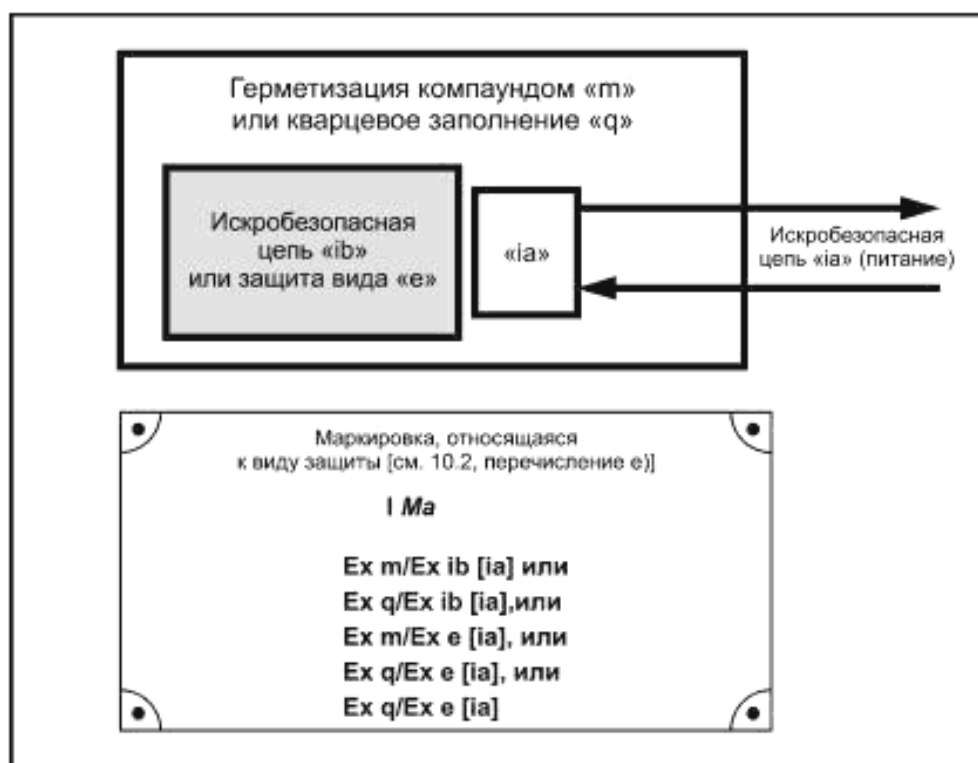 Герметизация компаундом «m»
или кварцевое заполнение «q»
Искробезопасная
цепь «ib»
или защита вида «e»
«ia»
Искробезопасная
цепь «ia» (питание)
Маркировка, относящаяся
к виду защиты [см. 10.2, перечисление е)]
I Ma
Ex m/Ex ib [ia] или
Ex q/Ex ib [ia],или
Ex m/Ex e [ia], или
Ex q/Ex e [ia], или
Ex q/Ex e [ia]